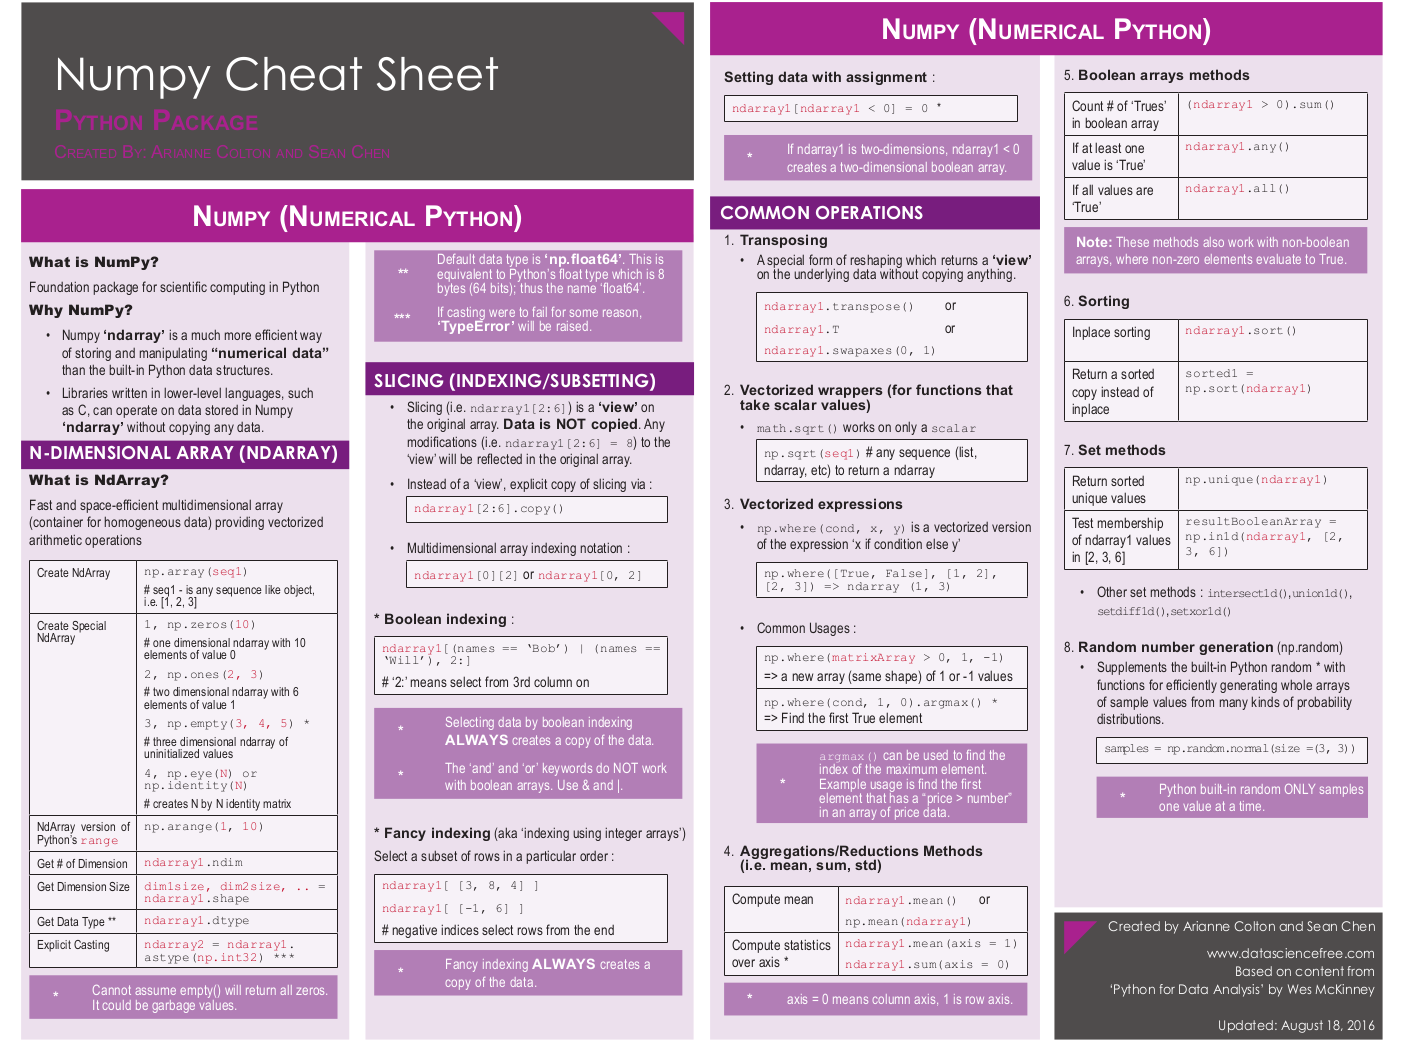 Numpy Cheat Sheet
PYTHON PACKAGE
CREATED BY: ARIANNE COLTON AND SEAN CHEN
NUMPY (NUMERICAL PYTHON)
What is NumPy?
Foundation package for scientific computing in Python
Why NumPy?
• Numpy ‘ndarray’ is a much more efficient way
of storing and manipulating “numerical data”
than the built-in Python data structures.
• Libraries written in lower-level languages, such
as C, can operate on data stored in Numpy
‘ndarray’ without copying any data.
N-DIMENSIONAL ARRAY (NDARRAY)
What is NdArray?
Fast and space-efficient multidimensional array
(container for homogeneous data) providing vectorized
arithmetic operations
Create NdArray
np.array(seq1)
# seq1 - is any sequence like object,
i.e. [1, 2, 3]
Create Special
NdArray
1, np.zeros(10)
# one dimensional ndarray with 10
elements of value 0
2, np.ones(2, 3)
# two dimensional ndarray with 6
elements of value 1
3, np.empty(3, 4, 5) *
# three dimensional ndarray of
uninitialized values
4, np.eye(N) or
np.identity(N)
# creates N by N identity matrix
NdArray version of
Python’s range
np.arange(1, 10)
Get # of Dimension
ndarray1.ndim
Get Dimension Size
dim1size, dim2size, .. =
ndarray1.shape
Get Data Type **
ndarray1.dtype
Explicit Casting
ndarray2 = ndarray1.
astype(np.int32) ***
* Cannot assume empty() will return all zeros.
It could be garbage values.
** Default data type is ‘np.float64’. This is
equivalent to Python’s float type which is 8
bytes (64 bits); thus the name ‘float64’.
*** If casting were to fail for some reason,
‘TypeError’ will be raised.
SLICING (INDEXING/SUBSETTING)
• Slicing (i.e. ndarray1[2:6]) is a ‘view’ on
the original array. Data is NOT copied. Any
modifications (i.e. ndarray1[2:6] = 8) to the
‘view’ will be reflected in the original array.
• Instead of a ‘view’, explicit copy of slicing via :
ndarray1[2:6].copy()
• Multidimensional array indexing notation :
ndarray1[0][2] or ndarray1[0, 2]
* Boolean indexing :
ndarray1[(names == ‘Bob’) | (names ==
‘Will’), 2:]
# ‘2:’ means select from 3rd column on
* Selecting data by boolean indexing
ALWAYS creates a copy of the data.
* The ‘and’ and ‘or’ keywords do NOT work
with boolean arrays. Use & and |.
* Fancy indexing (aka ‘indexing using integer arrays’)
Select a subset of rows in a particular order :
ndarray1[ [3, 8, 4] ]
ndarray1[ [-1, 6] ]
# negative indices select rows from the end
* Fancy indexing ALWAYS creates a
copy of the data.
NUMPY (NUMERICAL PYTHON)
Setting data with assignment :
ndarray1[ndarray1 < 0] = 0 *
* If ndarray1 is two-dimensions, ndarray1 < 0
creates a two-dimensional boolean array.
COMMON OPERATIONS
1. Transposing
• A special form of reshaping which returns a ‘view’
on the underlying data without copying anything.
ndarray1.transpose() or
ndarray1.T or
ndarray1.swapaxes(0, 1)
2. Vectorized wrappers (for functions that
take scalar values)
• math.sqrt() works on only a scalar
np.sqrt(seq1) # any sequence (list,
ndarray, etc) to return a ndarray
3. Vectorized expressions
• np.where(cond, x, y) is a vectorized version
of the expression ‘x if condition else y’
np.where([True, False], [1, 2],
[2, 3]) => ndarray (1, 3)
• Common Usages :
np.where(matrixArray > 0, 1, -1)
=> a new array (same shape) of 1 or -1 values
np.where(cond, 1, 0).argmax() *
=> Find the first True element
* argmax() can be used to find the
index of the maximum element.
Example usage is find the first
element that has a “price > number”
in an array of price data.
4. Aggregations/Reductions Methods
(i.e. mean, sum, std)
Compute mean
ndarray1.mean() or
np.mean(ndarray1)
Compute statistics
over axis *
ndarray1.mean(axis = 1)
ndarray1.sum(axis = 0)
* axis = 0 means column axis, 1 is row axis.
5. Boolean arrays methods
Count # of ‘Trues’
in boolean array
(ndarray1 > 0).sum()
If at least one
value is ‘True’
ndarray1.any()
If all values are
‘True’
ndarray1.all()
Note: These methods also work with non-boolean
arrays, where non-zero elements evaluate to True.
6. Sorting
Inplace sorting
ndarray1.sort()
Return a sorted
copy instead of
inplace
sorted1 =
np.sort(ndarray1)
7. Set methods
Return sorted
unique values
np.unique(ndarray1)
Test membership
of ndarray1 values
in [2, 3, 6]
resultBooleanArray =
np.in1d(ndarray1, [2,
3, 6])
• Other set methods : intersect1d(),union1d(),
setdiff1d(),setxor1d()
8. Random number generation (np.random)
• Supplements the built-in Python random * with
functions for efficiently generating whole arrays
of sample values from many kinds of probability
distributions.
samples = np.random.normal(size =(3, 3))
* Python built-in random ONLY samples
one value at a time.
Created by Arianne Colton and Sean Chen
www.datasciencefree.com
Based on content from
‘Python for Data Analysis’ by Wes McKinney
Updated: August 18, 2016